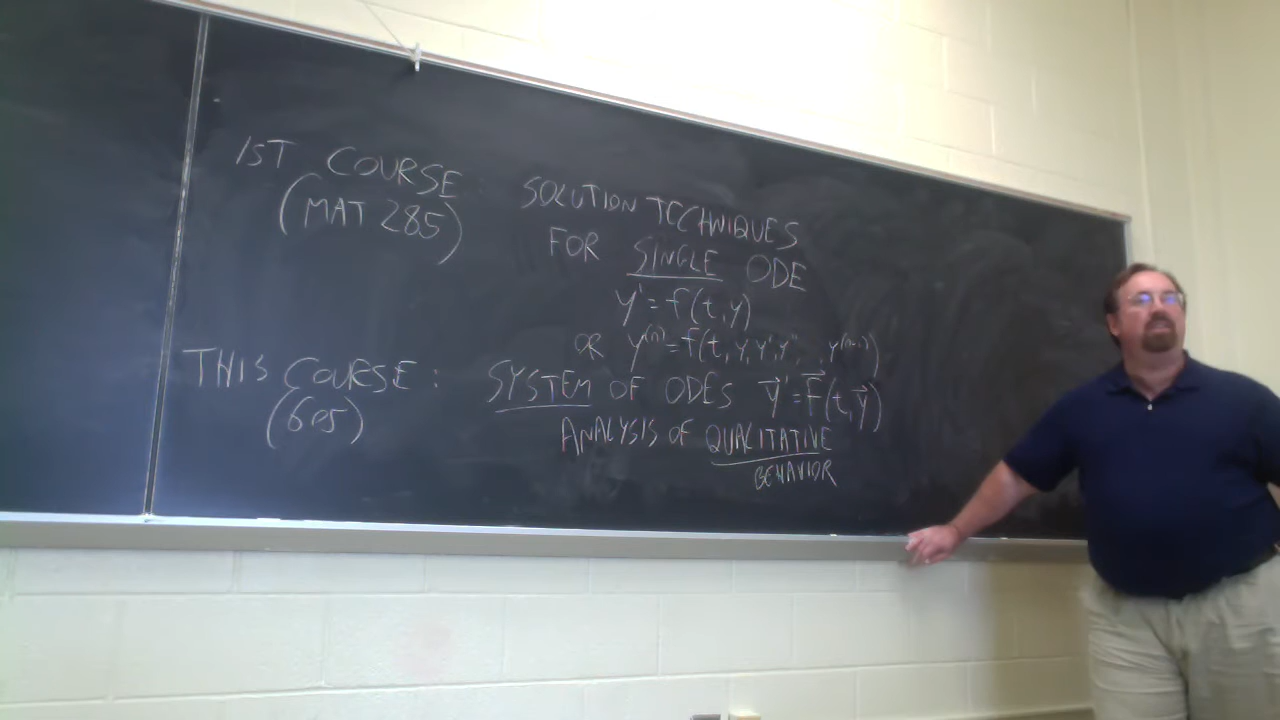 1ST COURSE: SOLUTION TECHNIQUES
(MAT 285) FOR SINGLE ODE
y' = f(t, y)
OR y⁽ⁿ⁾ = f(t, y, y', y'', ... y⁽ⁿ⁻¹⁾)
THIS COURSE: SYSTEM OF ODES y⃗' = F⃗(t, y⃗)
(605) ANALYSIS OF QUALITATIVE
BEHAVIOR